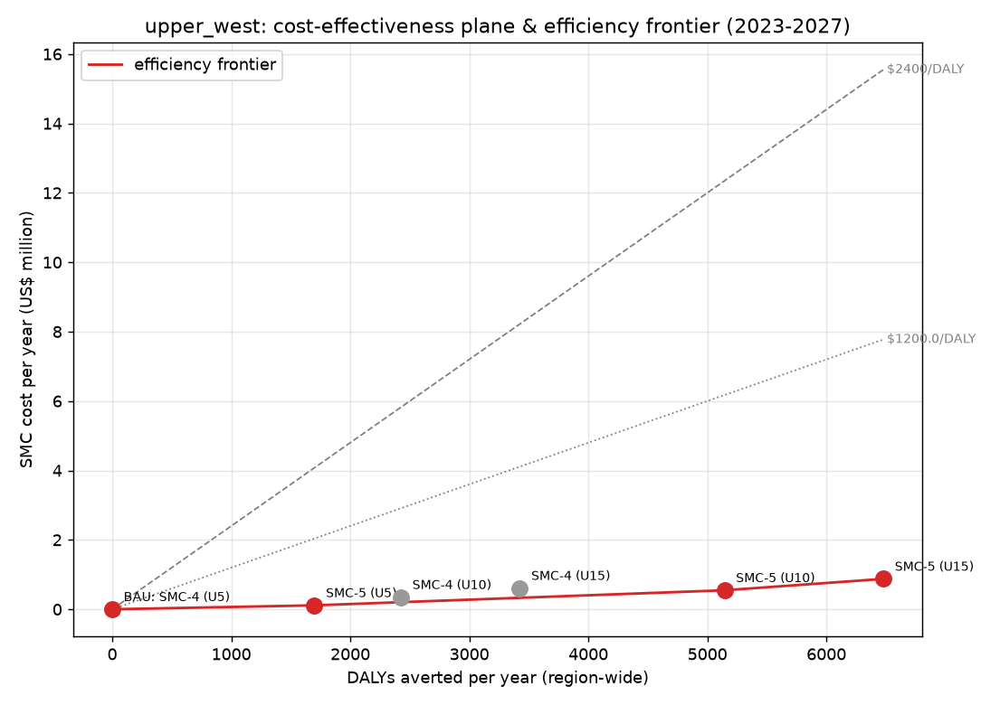 upper_west: cost-effectiveness plane & efficiency frontier (2023-2027)
efficiency frontier
SMC cost per year (US$ million)
16
14
12
10
8
6
4
2
0
$2400/DALY
$1200.0/DALY
BAU: SMC-4 (U5)
SMC-5 (U5)
SMC-4 (U10)
SMC-4 (U15)
SMC-5 (U10)
SMC-5 (U15)
0 1000 2000 3000 4000 5000 6000
DALYs averted per year (region-wide)